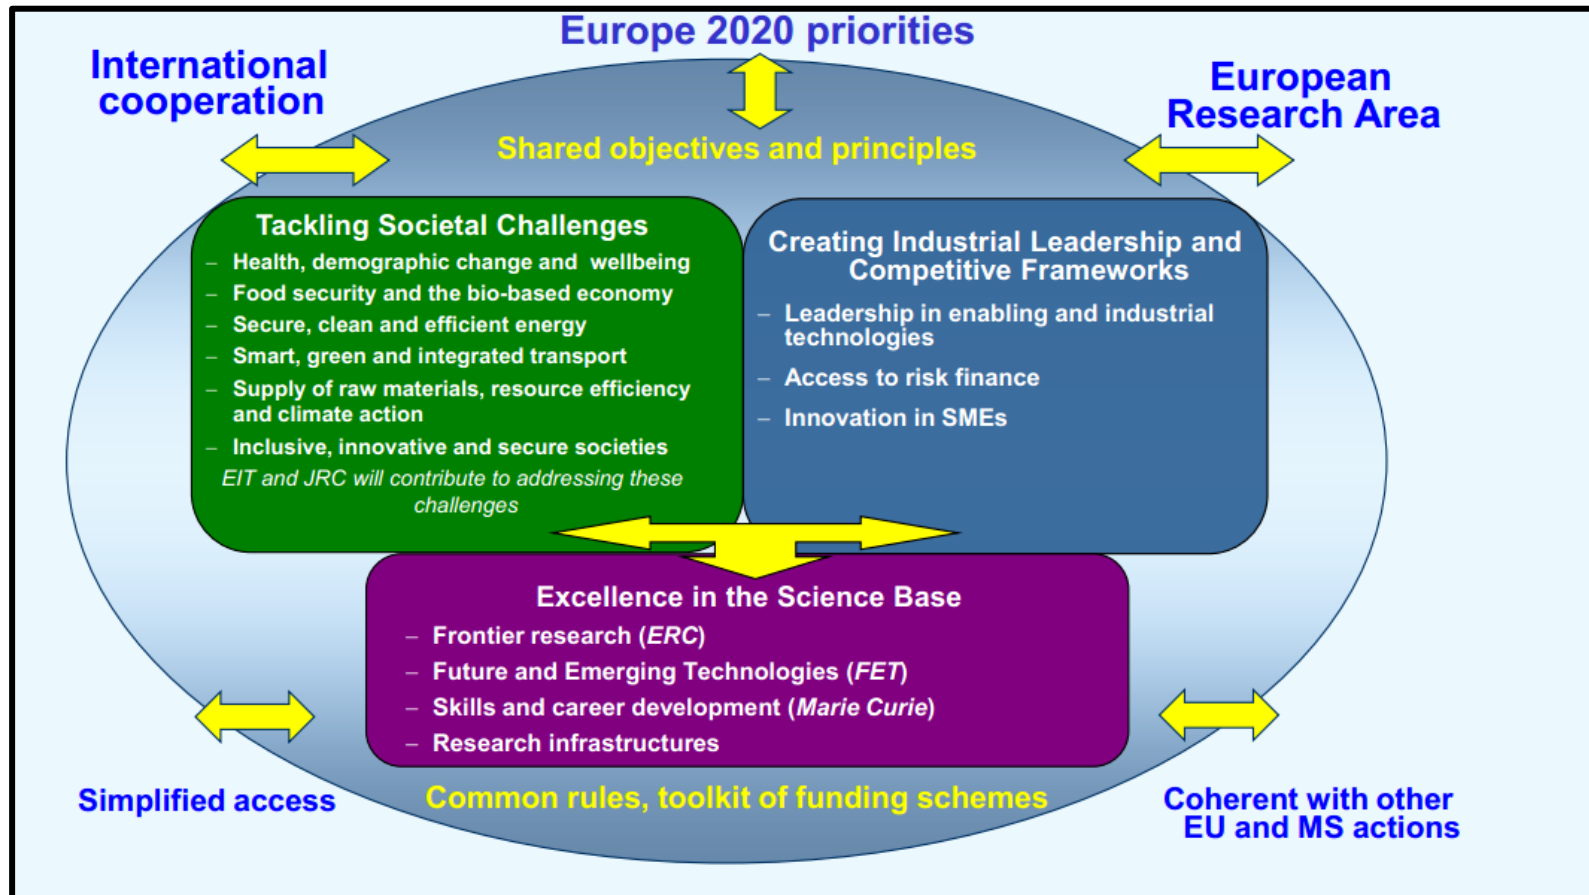 Europe 2020 priorities
International
cooperation
European
Research Area
Shared objectives and principles
Tackling Societal Challenges
– Health, demographic change and wellbeing
– Food security and the bio-based economy
– Secure, clean and efficient energy
– Smart, green and integrated transport
– Supply of raw materials, resource efficiency
and climate action
– Inclusive, innovative and secure societies
EIT and JRC will contribute to addressing these
challenges
Creating Industrial Leadership and
Competitive Frameworks
– Leadership in enabling and industrial
technologies
– Access to risk finance
– Innovation in SMEs
Excellence in the Science Base
– Frontier research (ERC)
– Future and Emerging Technologies (FET)
– Skills and career development (Marie Curie)
– Research infrastructures
Simplified access
Common rules, toolkit of funding schemes
Coherent with other
EU and MS actions